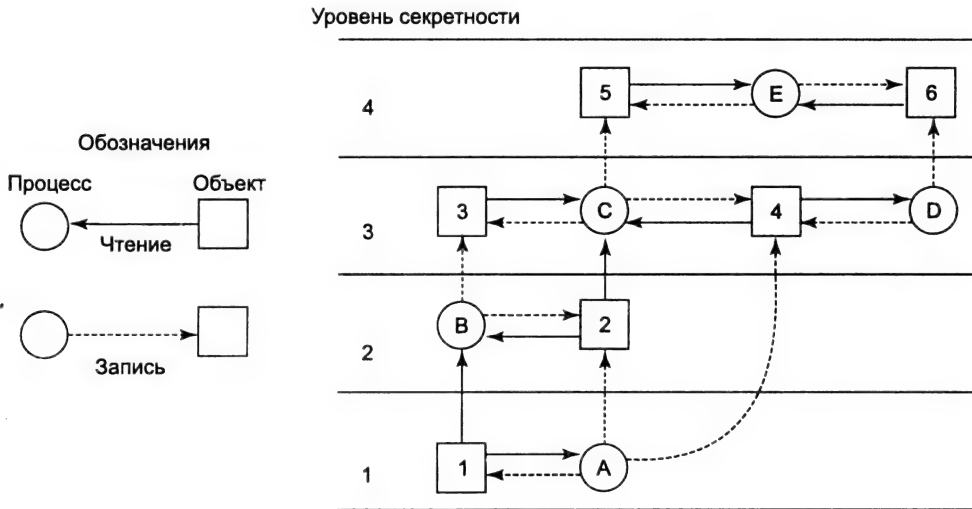 Уровень секретности
4
5
E
6
Обозначения
Процесс
Объект
Чтение
3
3
C
4
D
Запись
2
B
2
1
1
A